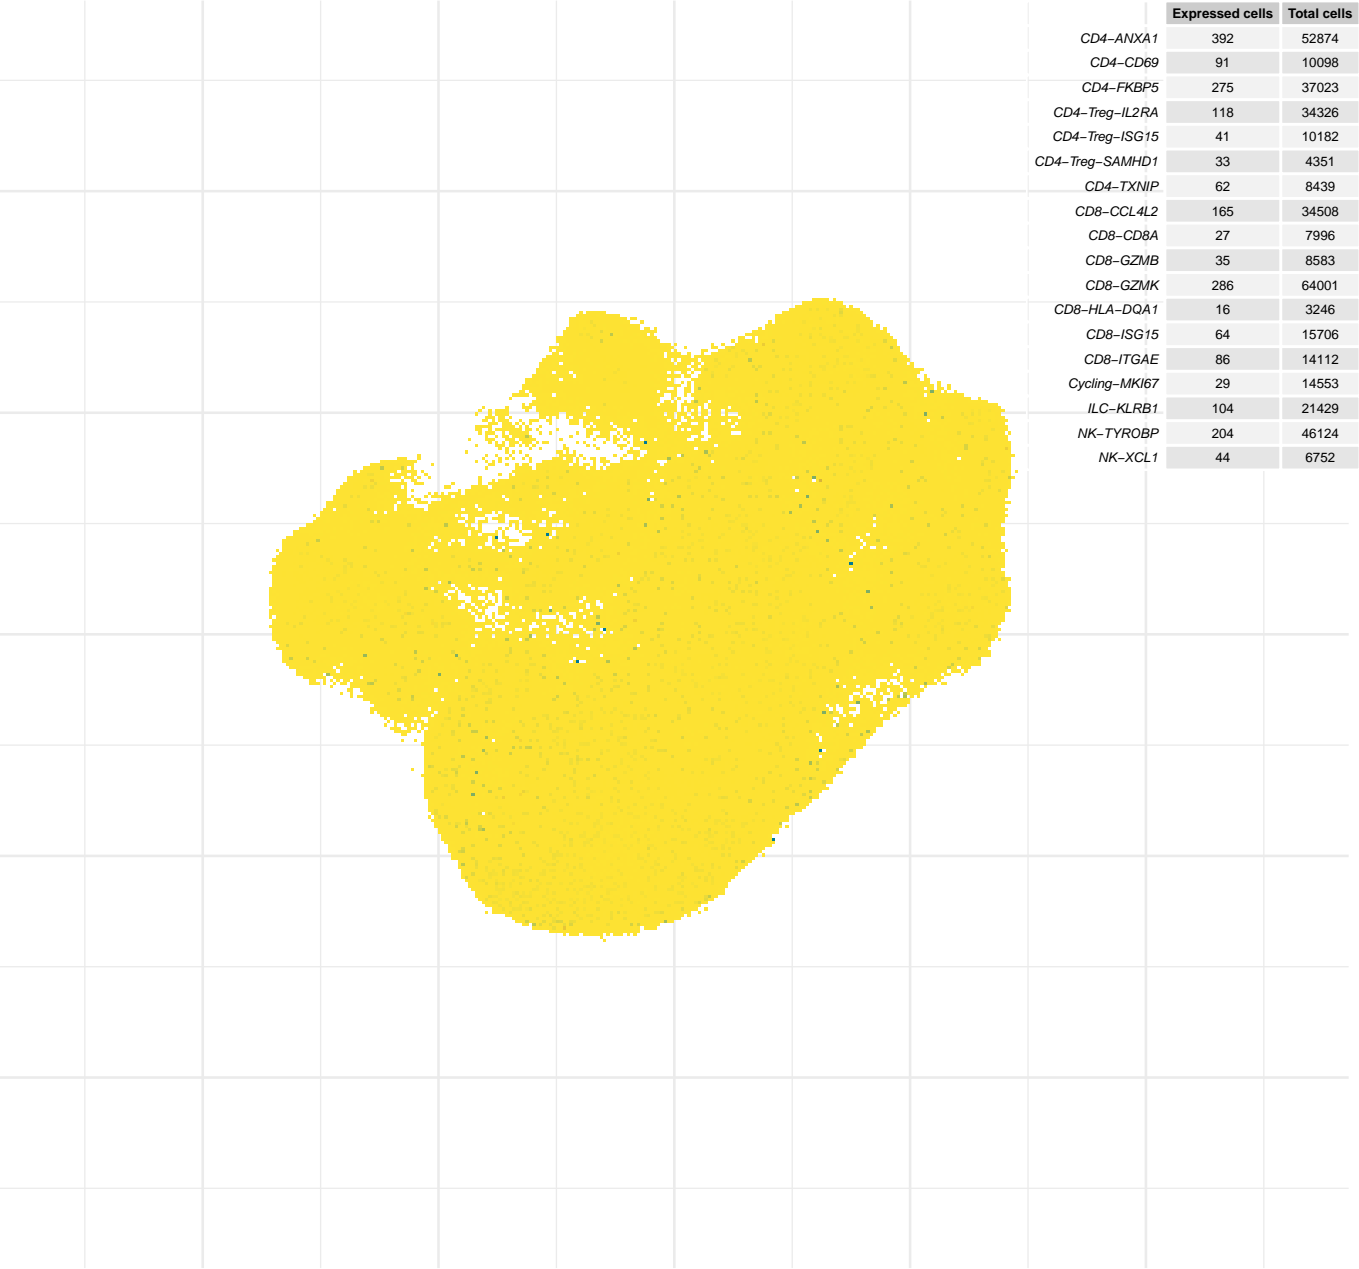 Expressed cells Total cells
CD4−ANXA1 392 52874
CD4−CD69 91 10098
CD4−FKBP5 275 37023
CD4−Treg−IL2RA 118 34326
CD4−Treg−ISG15 41 10182
CD4−Treg−SAMHD1 33 4351
CD4−TXNIP 62 8439
CD8−CCL4L2 165 34508
CD8−CD8A 27 7996
CD8−GZMB 35 8583
CD8−GZMK 286 64001
CD8−HLA−DQA1 16 3246
CD8−ISG15 64 15706
CD8−ITGAE 86 14112
Cycling−MKI67 29 14553
ILC−KLRB1 104 21429
NK−TYROBP 204 46124
NK−XCL1 44 6752